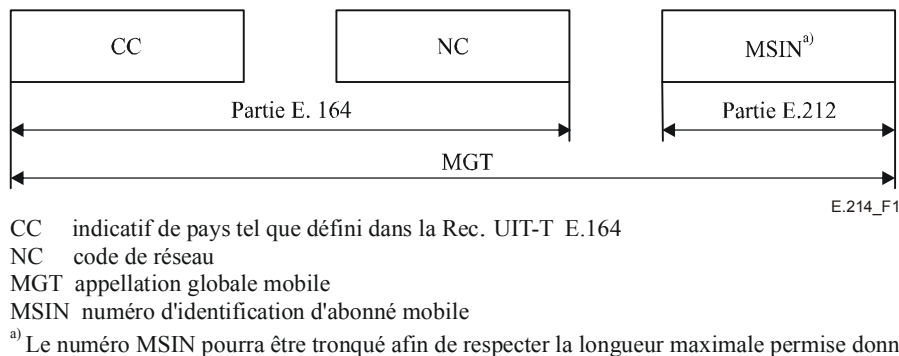 CC NC MSIN a)
Partie E. 164 Partie E.212
MGT
E.214_F1
CC indicatif de pays tel que défini dans la Rec. UIT-T E.164
NC code de réseau
MGT appellation globale mobile
MSIN numéro d'identification d'abonné mobile
a) Le numéro MSIN pourra être tronqué afin de respecter la longueur maximale permise donn